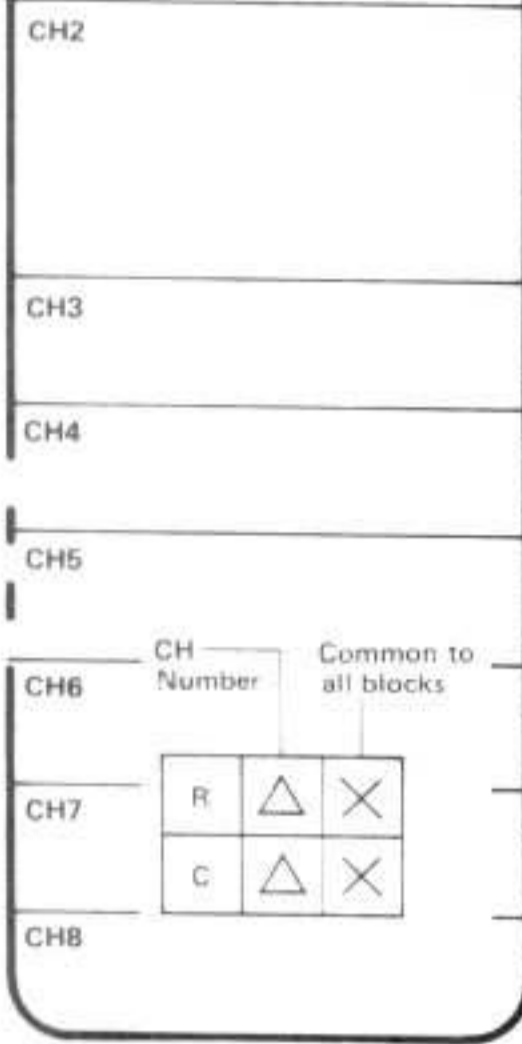 CH2
CH3
CH4
CH5
CH
Number
Common to
all blocks
CH6
R △ ×
CH7
C △ ×
CH8